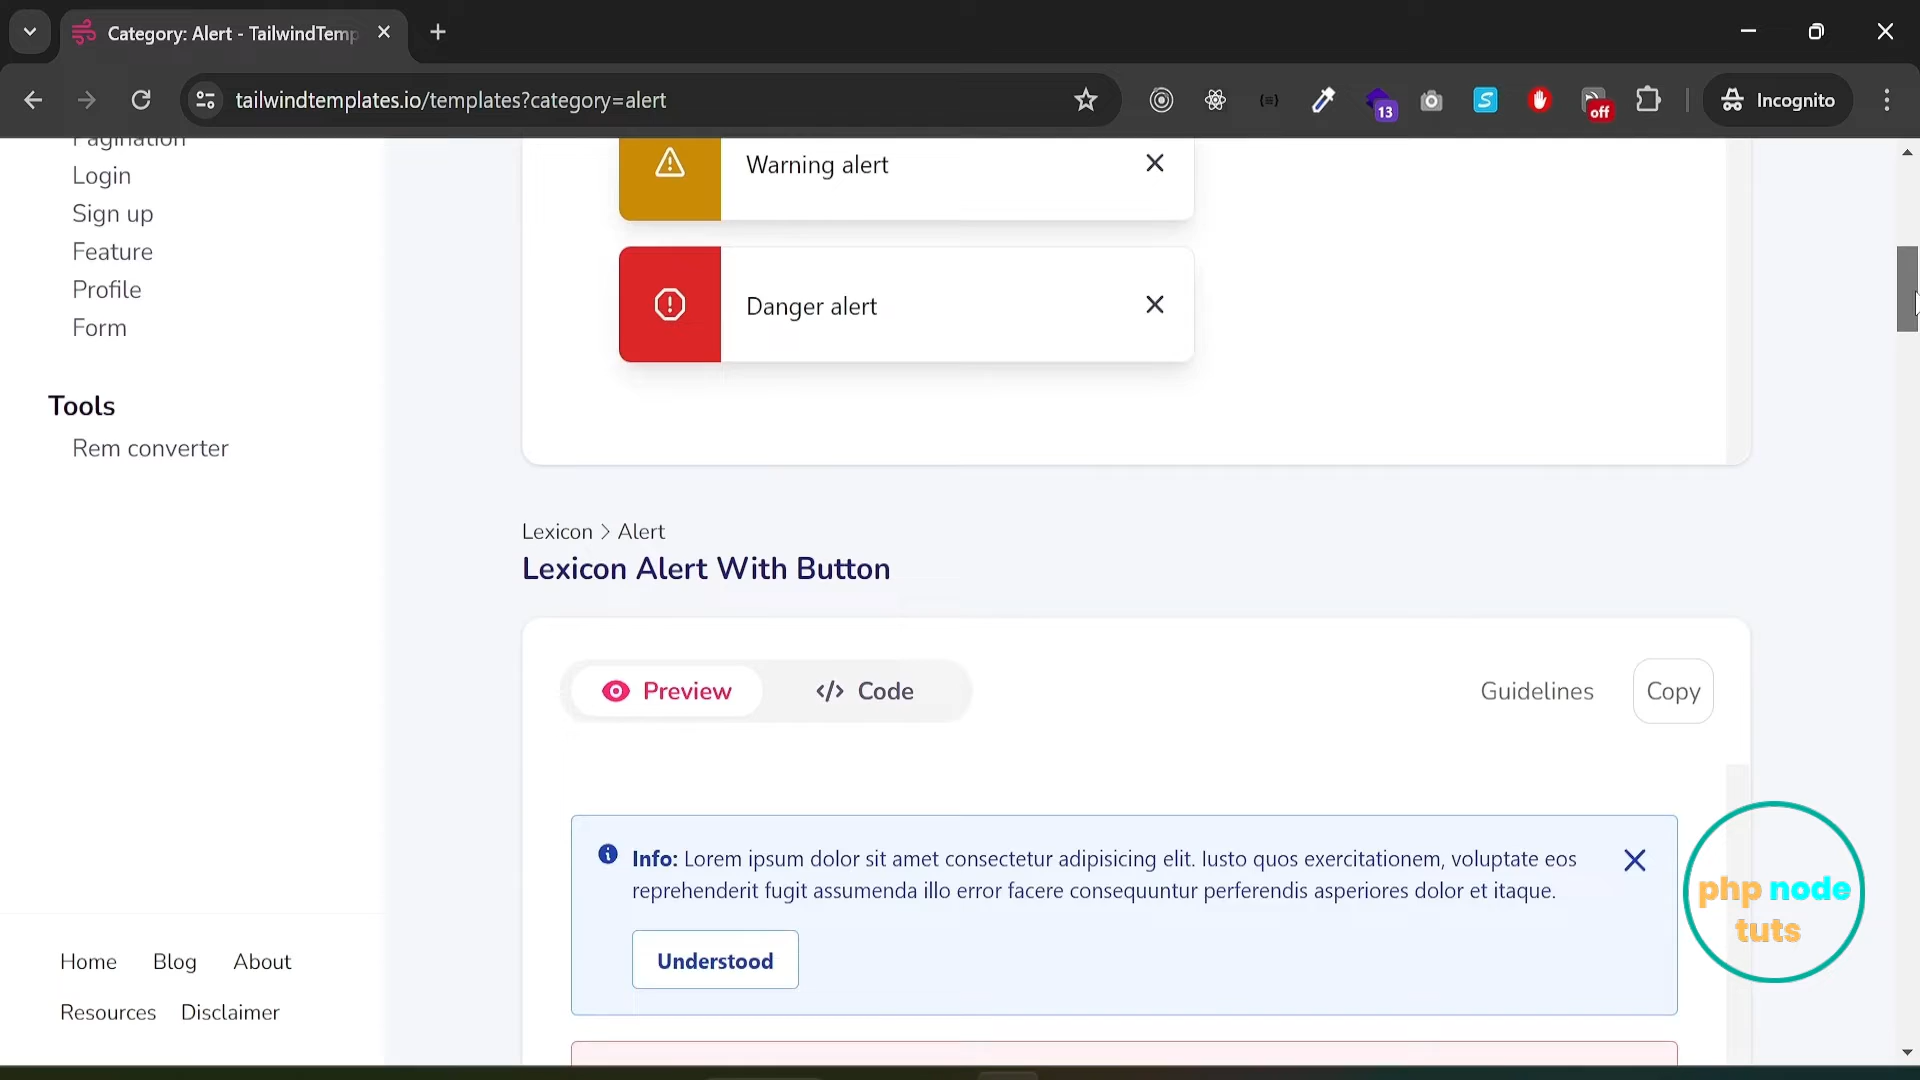 Category: Alert - TailwindTemp
tailwindtemplates.io/templates?category=alert
13
off
Incognito
Pagination
Login
Sign up
Feature
Profile
Form
Tools
Rem converter
Home Blog About
Resources Disclaimer
Warning alert
Danger alert
Lexicon > Alert
Lexicon Alert With Button
Preview
</> Code
Guidelines
Copy
Info: Lorem ipsum dolor sit amet consectetur adipisicing elit. Iusto quos exercitationem, voluptate eos
reprehenderit fugit assumenda illo error facere consequuntur perferendis asperiores dolor et itaque.
Understood
php node
tuts